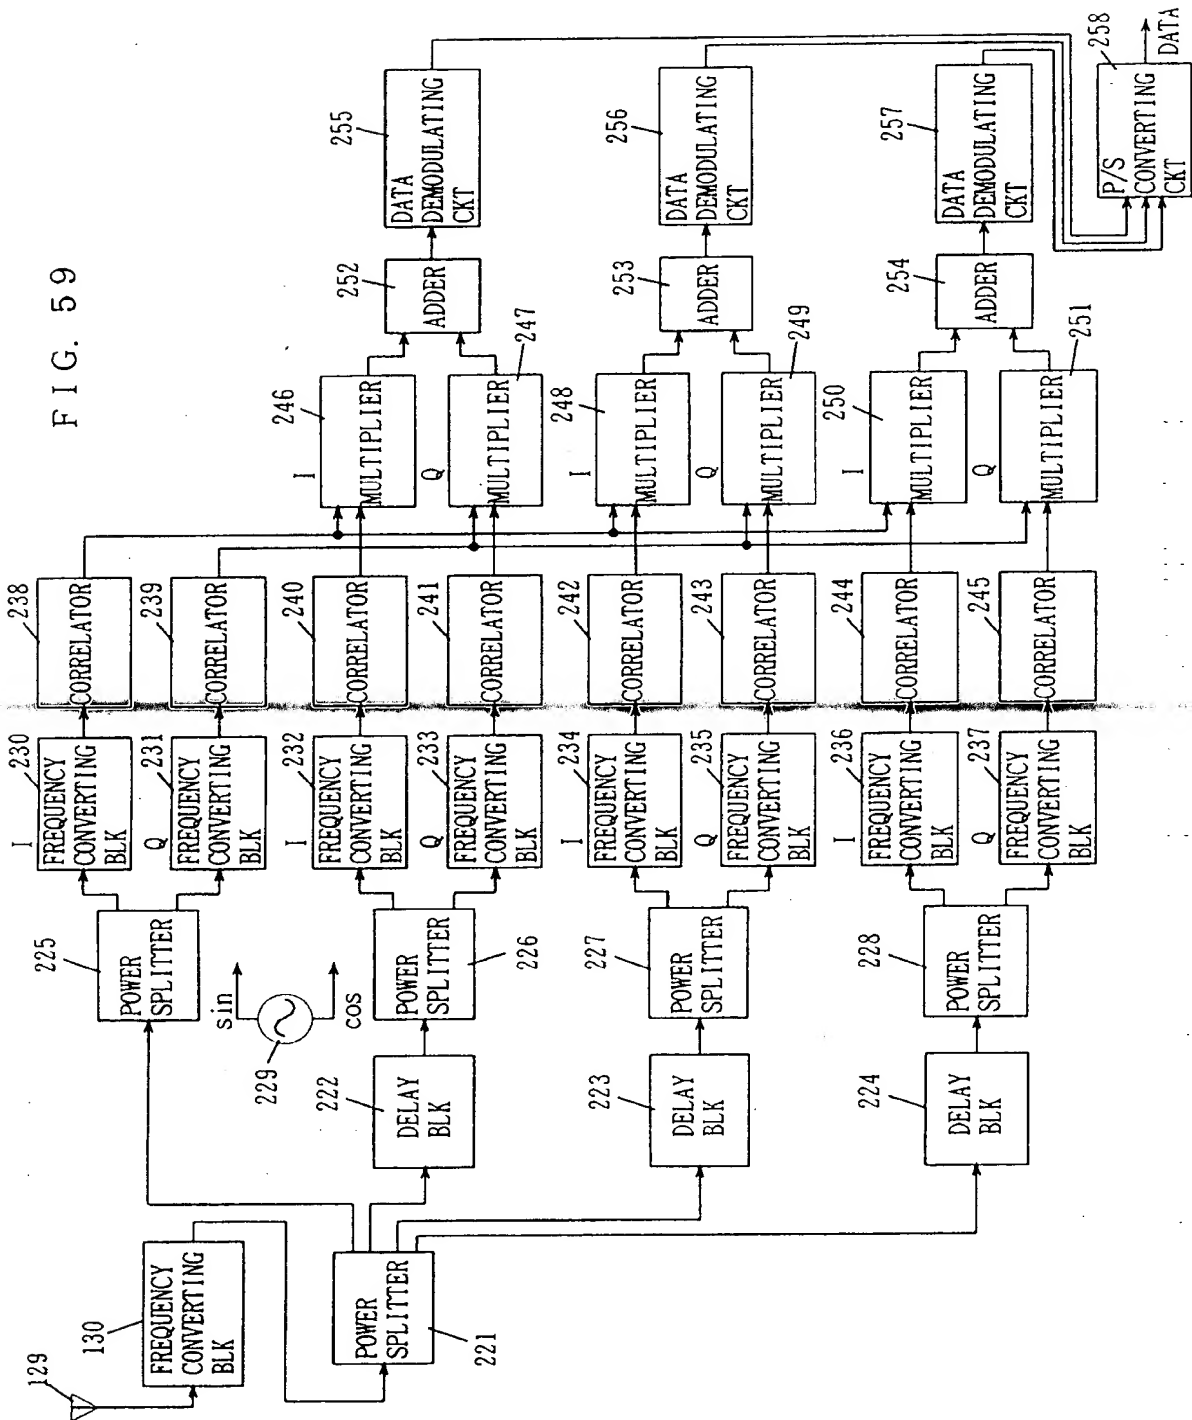 FIG. 59
129
130
FREQUENCY
CONVERTING
BLK
POWER
SPLITTER
221
225
POWER
SPLITTER
sin
cos
229
222
DELAY
BLK
223
DELAY
BLK
224
DELAY
BLK
POWER
SPLITTER
226
227
POWER
SPLITTER
228
POWER
SPLITTER
I
230
FREQUENCY
CONVERTING
BLK
Q
231
FREQUENCY
CONVERTING
BLK
I
232
FREQUENCY
CONVERTING
BLK
Q
233
FREQUENCY
CONVERTING
BLK
I
234
FREQUENCY
CONVERTING
BLK
Q
235
FREQUENCY
CONVERTING
BLK
I
236
FREQUENCY
CONVERTING
BLK
Q
237
FREQUENCY
CONVERTING
BLK
238
CORRELATOR
239
CORRELATOR
240
CORRELATOR
241
CORRELATOR
242
CORRELATOR
243
CORRELATOR
244
CORRELATOR
245
CORRELATOR
I
246
MULTIPLIER
Q
MULTIPLIER
247
I
248
MULTIPLIER
Q
MULTIPLIER
249
I
250
MULTIPLIER
Q
MULTIPLIER
251
252
ADDER
253
ADDER
254
ADDER
255
DATA
DEMODULATING
CKT
256
DATA
DEMODULATING
CKT
257
DATA
DEMODULATING
CKT
258
P/S
CONVERTING
CKT
DATA